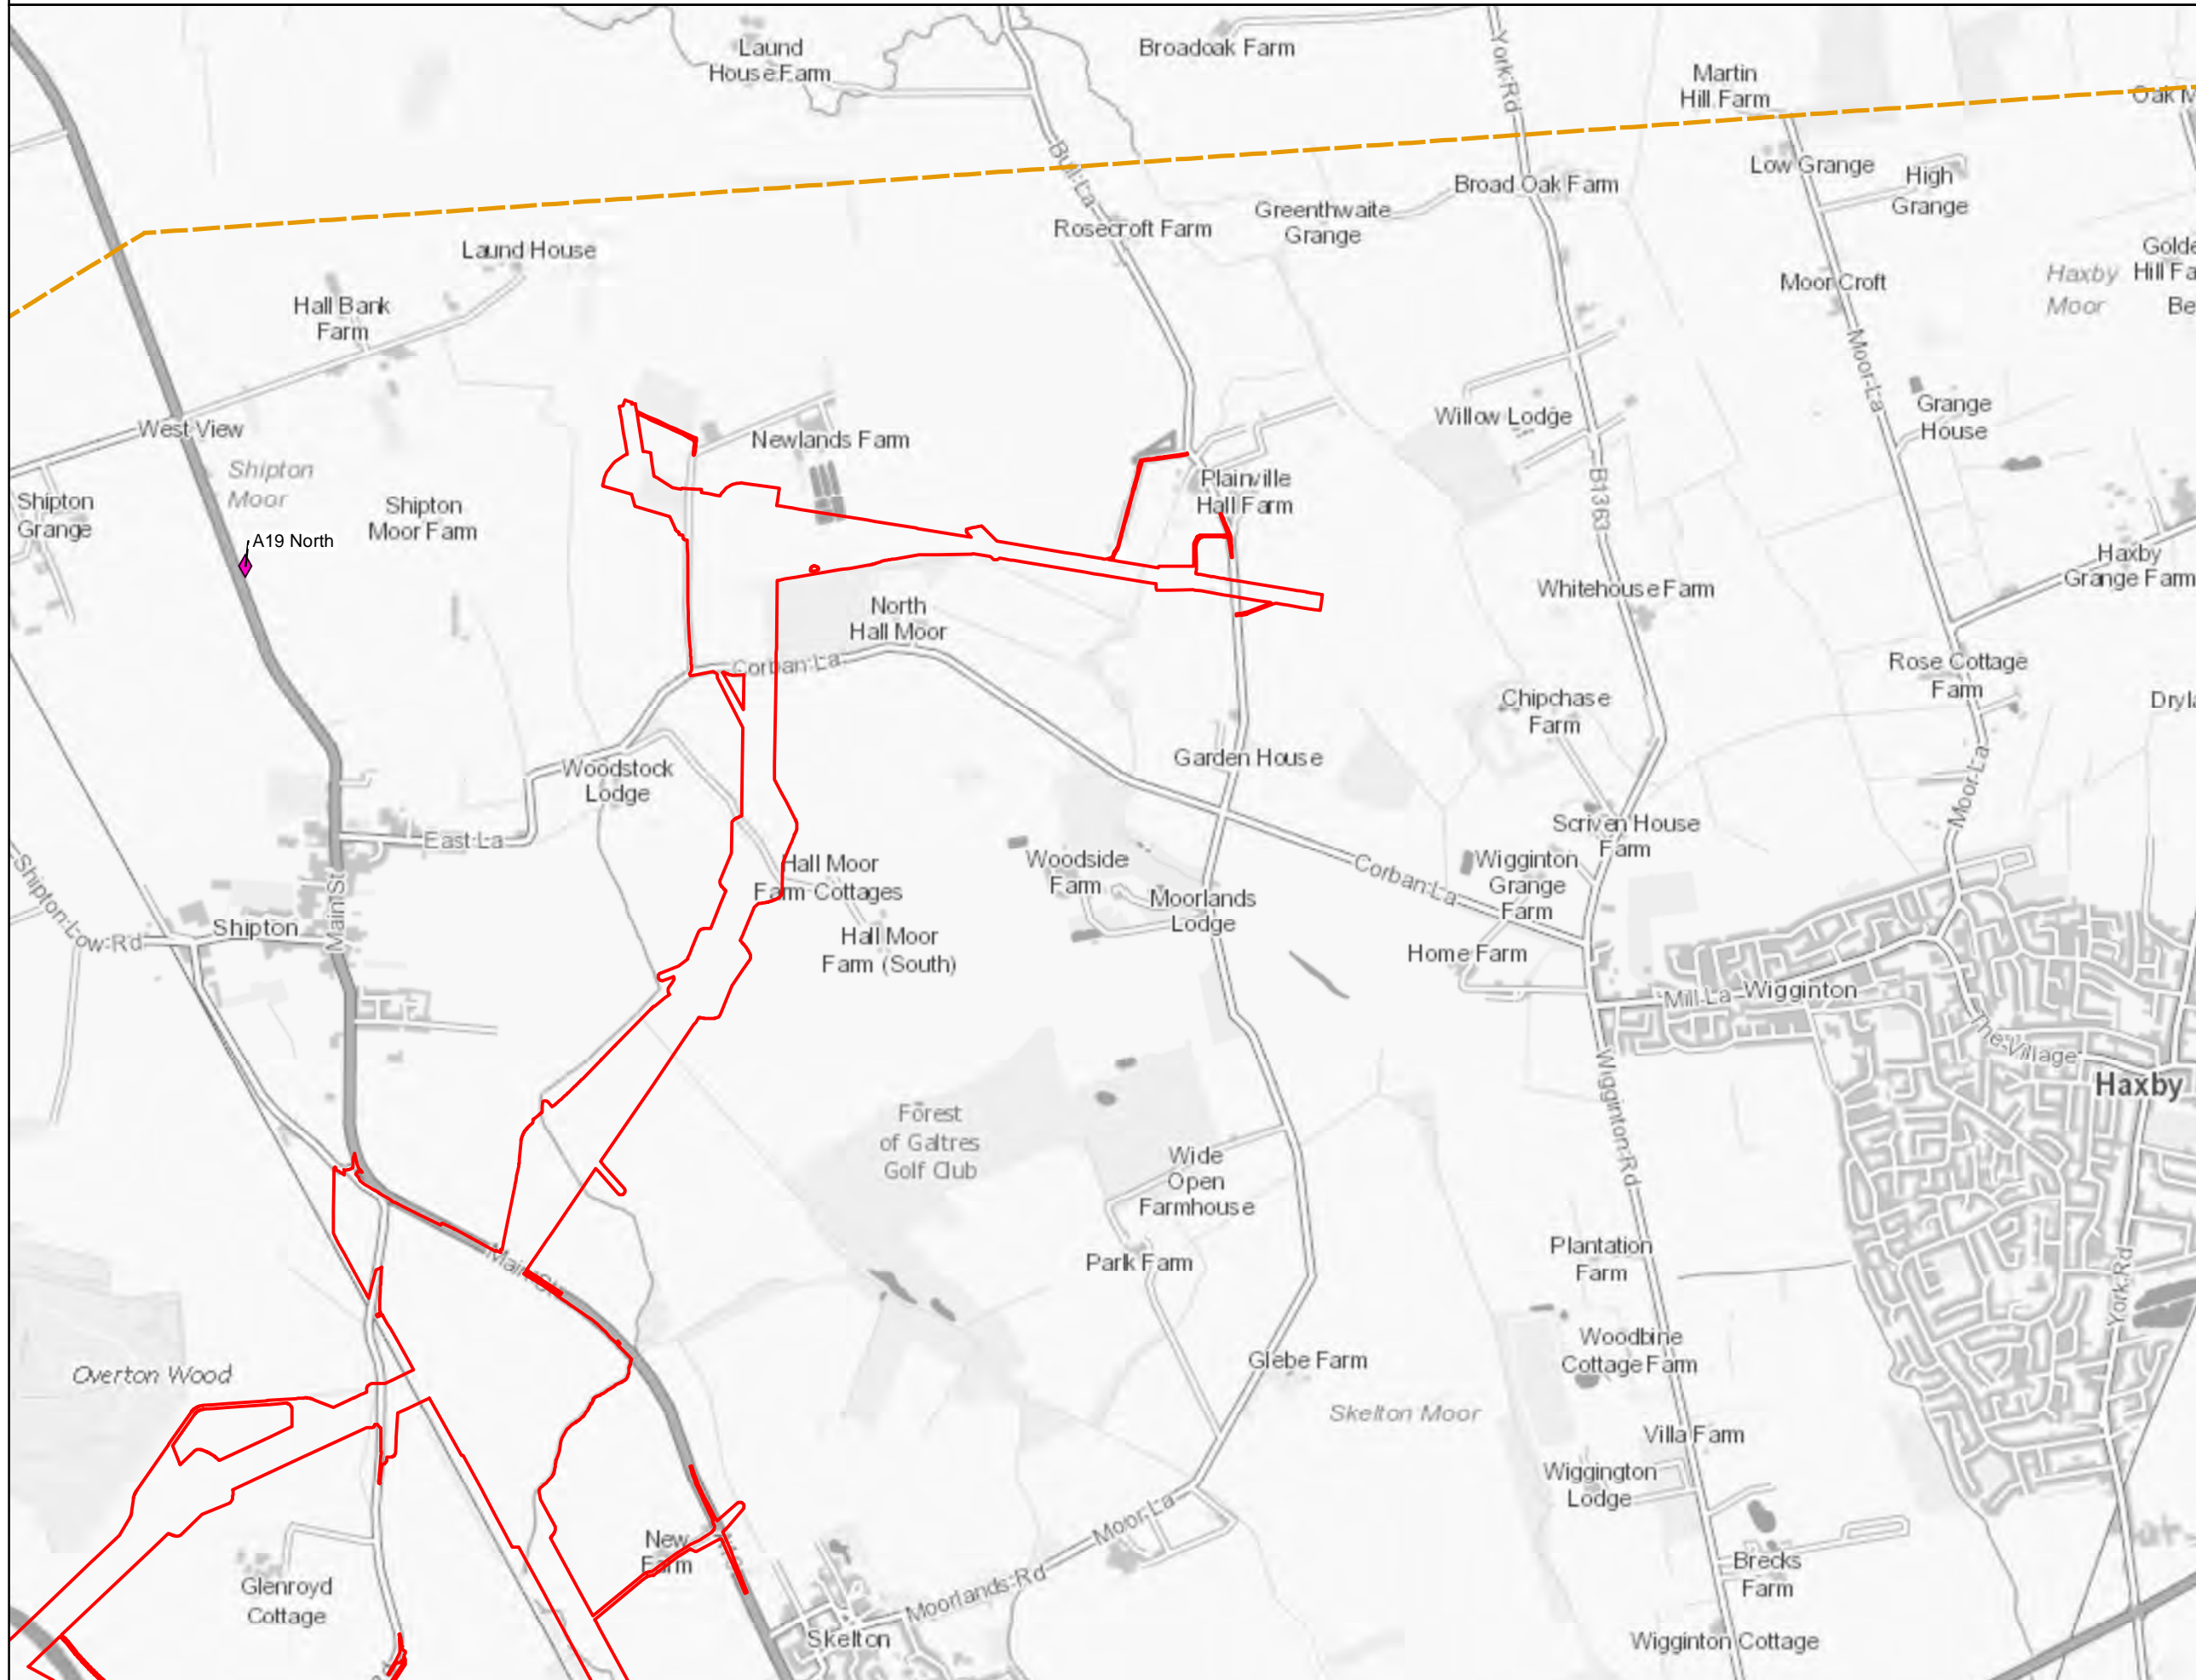 Laund
House Farm
Broadoak Farm
York Rd
Martin
Hill Farm
Bull La
Low Grange
High
Grange
Broad Oak Farm
Greenthwaite
Grange
Rosecroft Farm
Laund House
Hall Bank
Farm
Moor Croft
Haxby
Moor
Moor La
West View
Shipton
Moor
Shipton
Grange
Shipton
Moor Farm
A19 North
Newlands Farm
Plainville
Hall Farm
Willow Lodge
B1363
Grange
House
Haxby
Grange Farm
Whitehouse Farm
North
Hall Moor
Corban La
Rose Cottage
Farm
Chipchase
Farm
Garden House
Woodstock
Lodge
East La
Moor La
Scriven House
Farm
Wigginton
Grange
Farm
Corban La
Woodside
Farm
Moorlands
Lodge
Hall Moor
Farm Cottages
Hall Moor
Farm (South)
Shipton Low Rd
Shipton
Main St
Home Farm
Mill La
Wigginton
The Village
Haxby
Wigginton Rd
Forest
of Galtres
Golf Club
Wide
Open
Farmhouse
Park Farm
Plantation
Farm
York Rd
Woodbine
Cottage Farm
Glebe Farm
Skelton Moor
Overton Wood
Villa Farm
Wiggington
Lodge
Moor La
New
Farm
Brecks
Farm
Glenroyd
Cottage
Moorlands Rd
Skelton
Wigginton Cottage